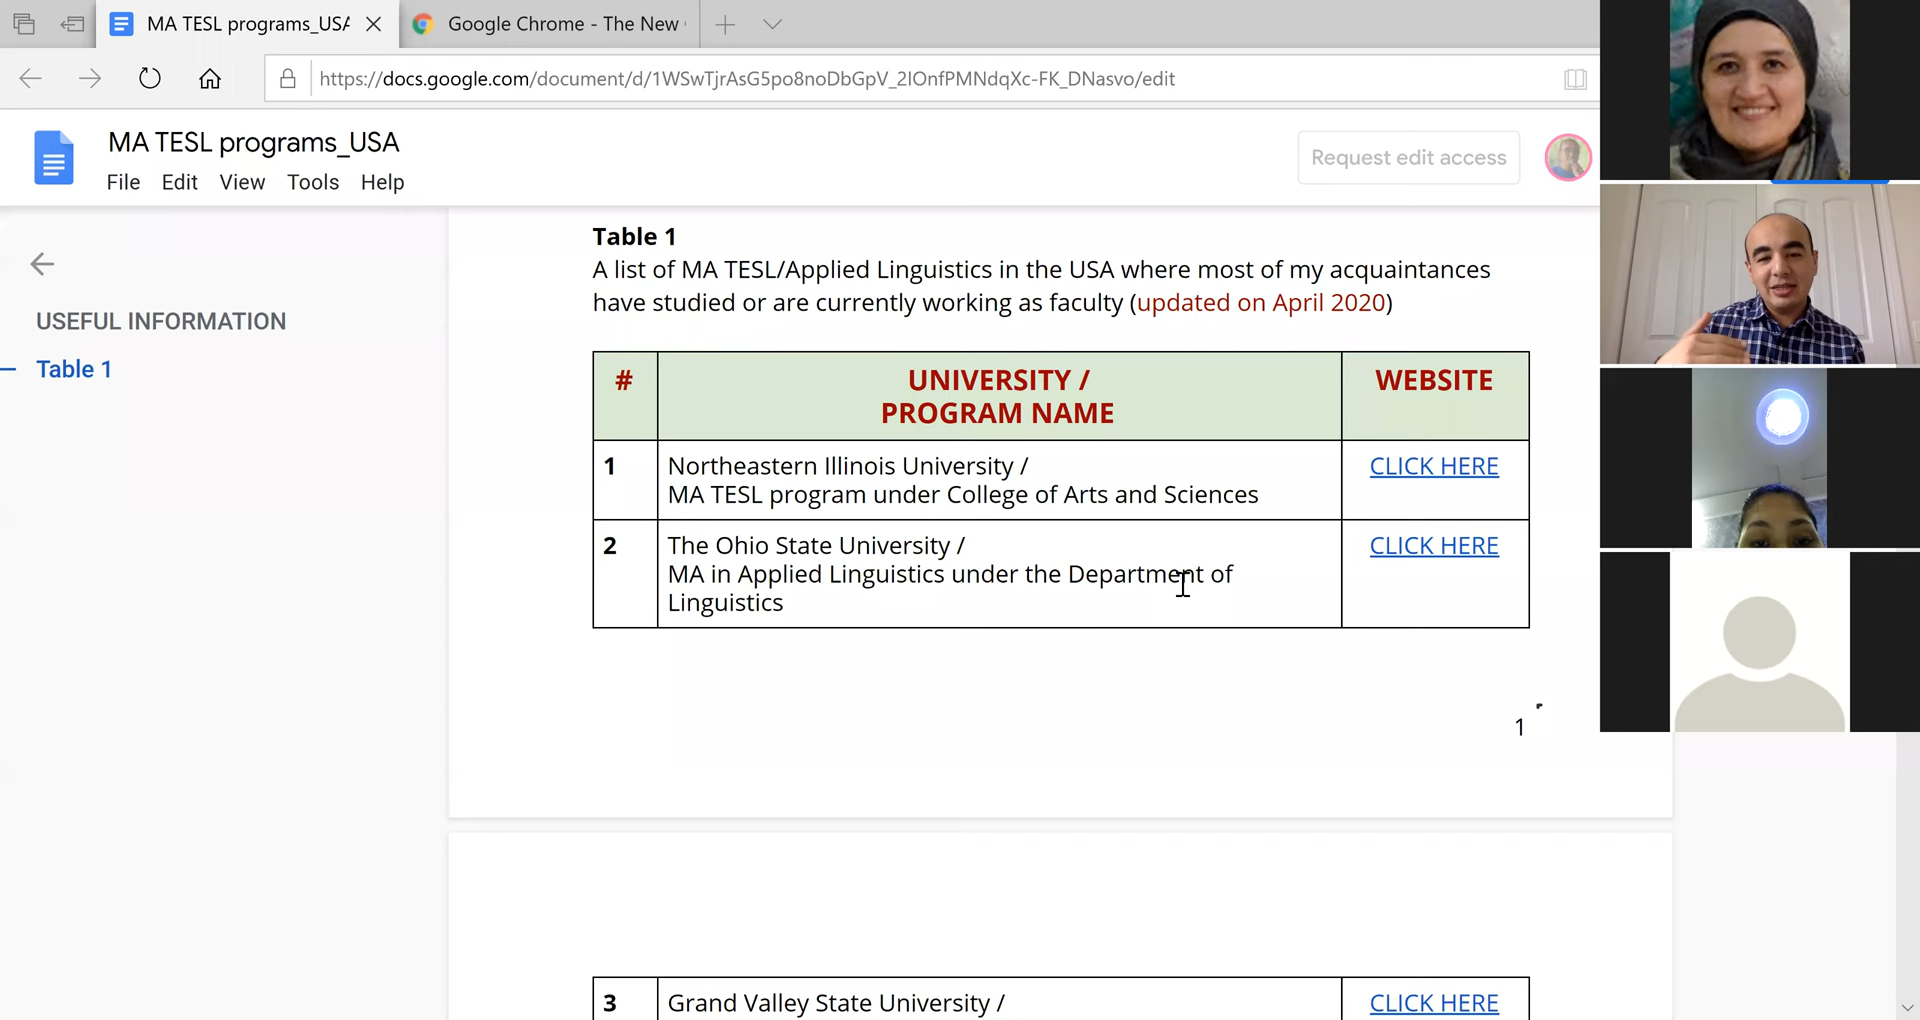 MA TESL programs_USA
Google Chrome - The New
https://docs.google.com/document/d/1WSwTjrAsG5po8noDbGpV_2lOnfPMNdqXc-FK_DNasvo/edit
MA TESL programs_USA
Request edit access
File Edit View Tools Help
USEFUL INFORMATION
Table 1
Table 1
A list of MA TESL/Applied Linguistics in the USA where most of my acquaintances
have studied or are currently working as faculty (updated on April 2020)
# UNIVERSITY / WEBSITE
PROGRAM NAME
1 Northeastern Illinois University / CLICK HERE
MA TESL program under College of Arts and Sciences
2 The Ohio State University / CLICK HERE
MA in Applied Linguistics under the Department of
Linguistics
1
3 Grand Valley State University / CLICK HERE